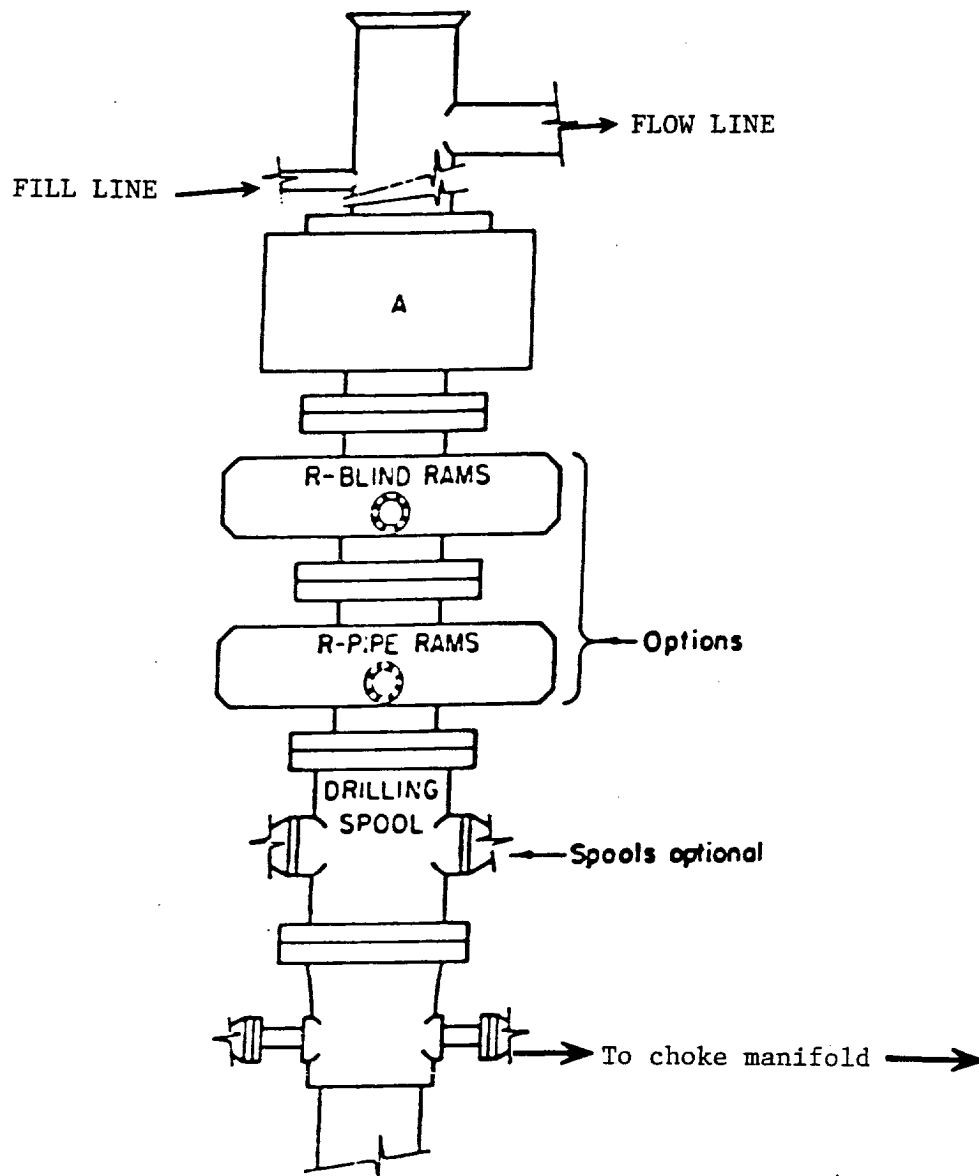 FLOW LINE
FILL LINE
A
R-BLIND RAMS
R-PIPE RAMS
Options
DRILLING
SPOOL
Spools optional
To choke manifold